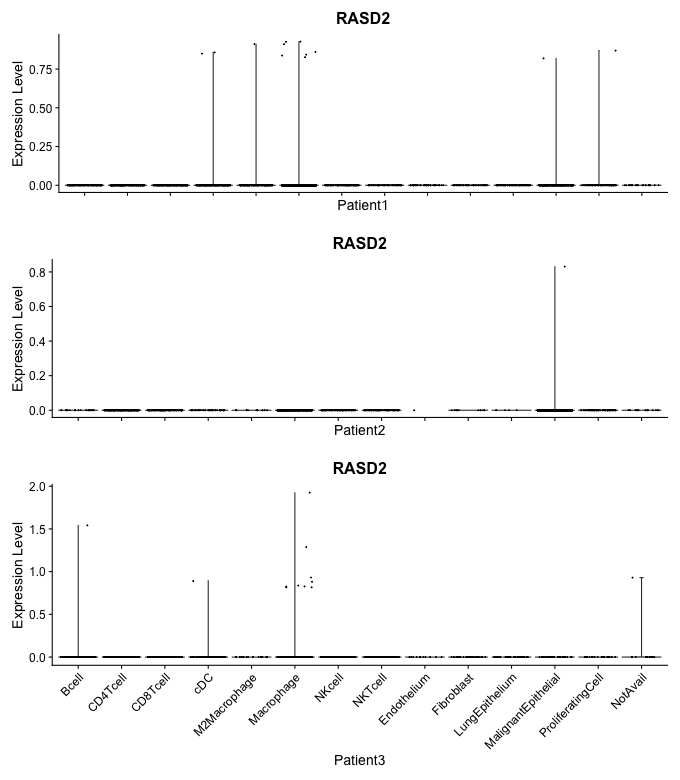 RASD2
Expression Level
0.75
0.50
0.25
0.00
Patient1
RASD2
Expression Level
0.8
0.6
0.4
0.2
0.0
Patient2
RASD2
Expression Level
2.0
1.5
1.0
0.5
0.0
Bcell
CD4Tcell
CD8Tcell
cDC
M2Macrophage
Macrophage
NKcell
NKTcell
Endothelium
Fibroblast
LungEpithelium
MalignantEpithelial
ProliferatingCell
NotAvail
Patient3